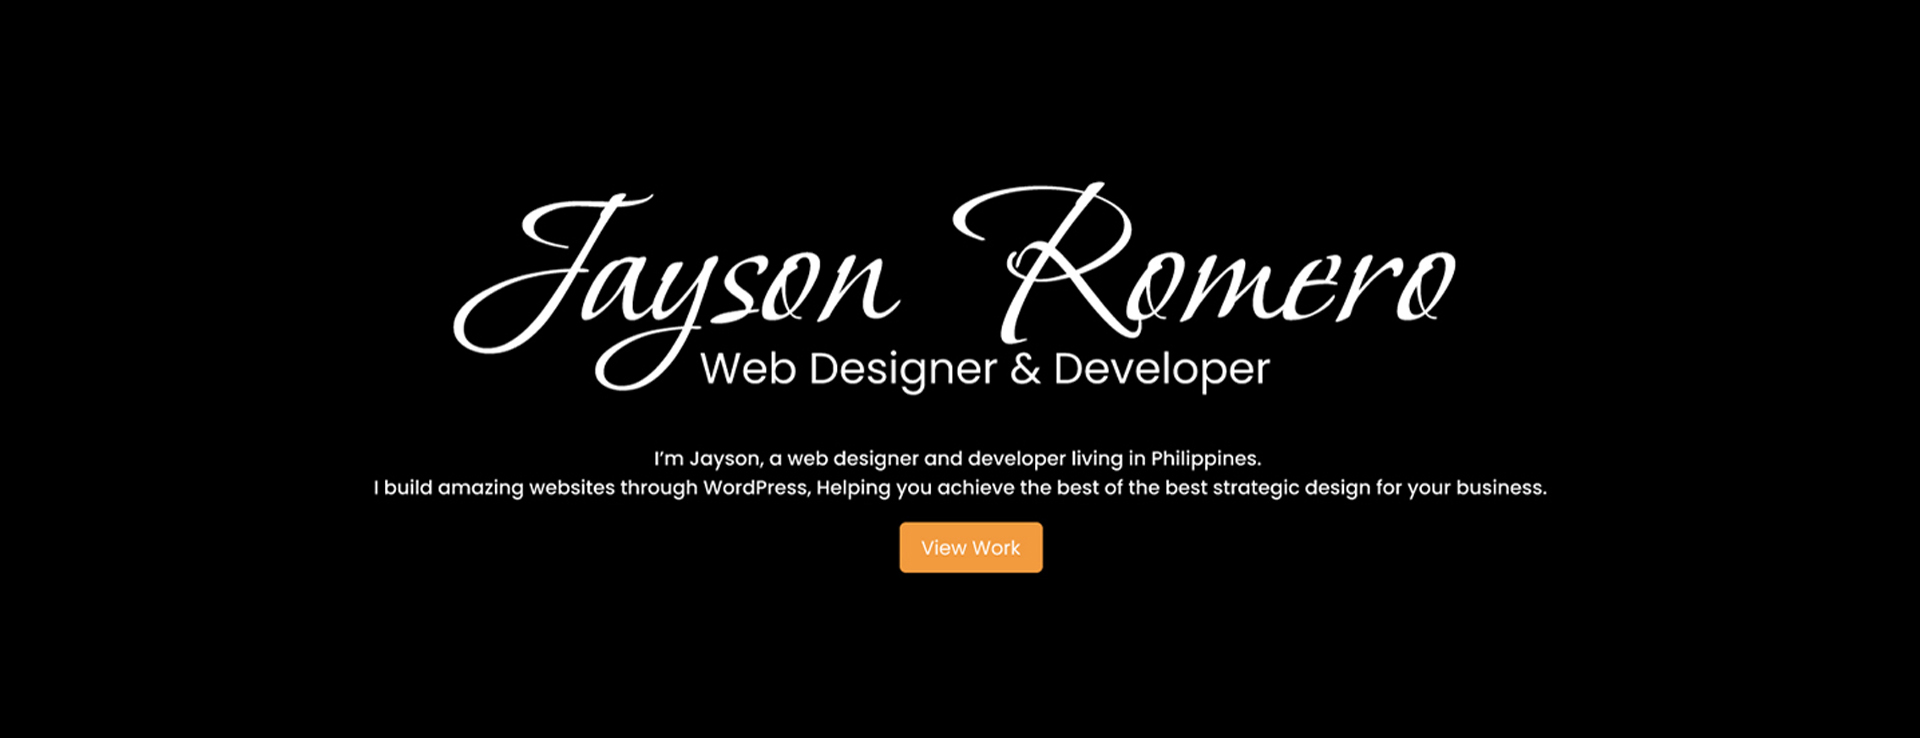 Jayson Romero
Web Designer & Developer
I’m Jayson, a web designer and developer living in Philippines.
I build amazing websites through WordPress, Helping you achieve the best of the best strategic design for your business.
View Work